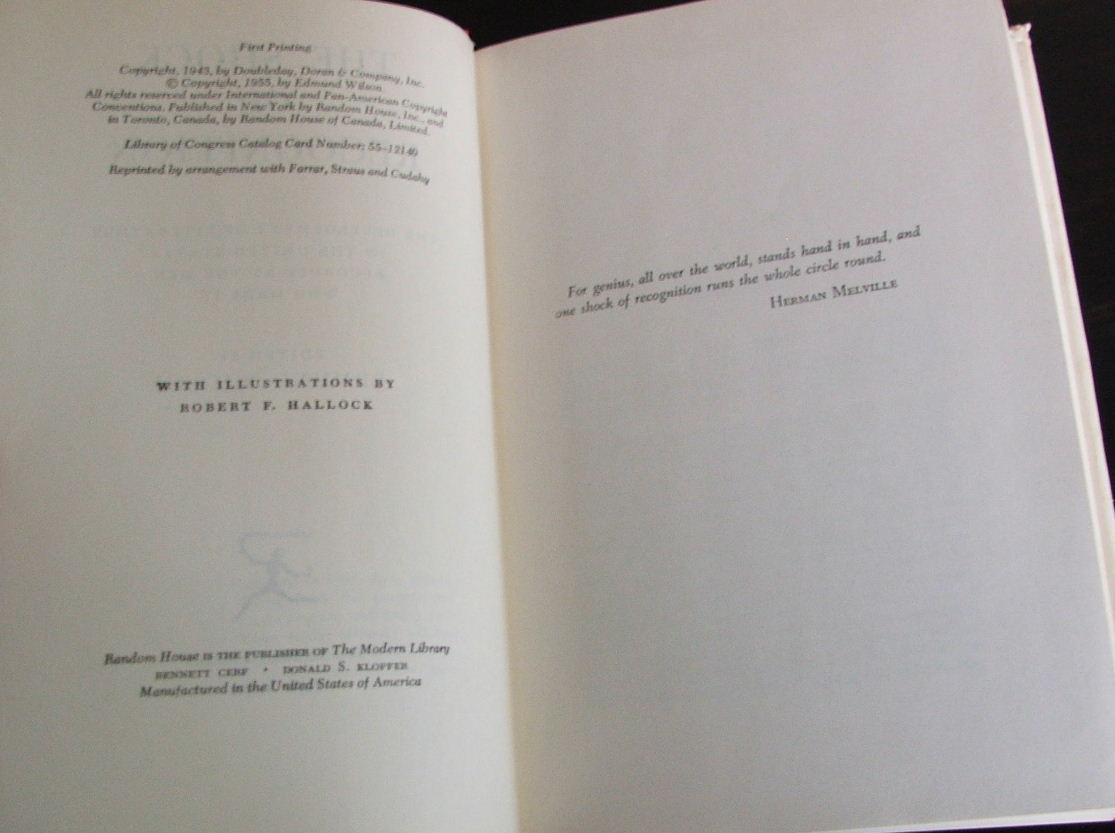 First Printing
Copyright, 1943, by Doubleday, Doran & Company, Inc.
© Copyright, 1955, by Edmund Wilson
All rights reserved under International and Pan-American Copyright
Conventions. Published in New York by Random House, Inc., and
in Toronto, Canada, by Random House of Canada, Limited.
Library of Congress Catalog Card Number: 55-12140
Reprinted by arrangement with Farrar, Straus and Cudahy
WITH ILLUSTRATIONS BY
ROBERT F. HALLOCK
Random House IS THE PUBLISHER OF The Modern Library
BENNETT CERF • DONALD S. KLOPFER
Manufactured in the United States of America
For genius, all over the world, stands hand in hand, and
one shock of recognition runs the whole circle round.
HERMAN MELVILLE